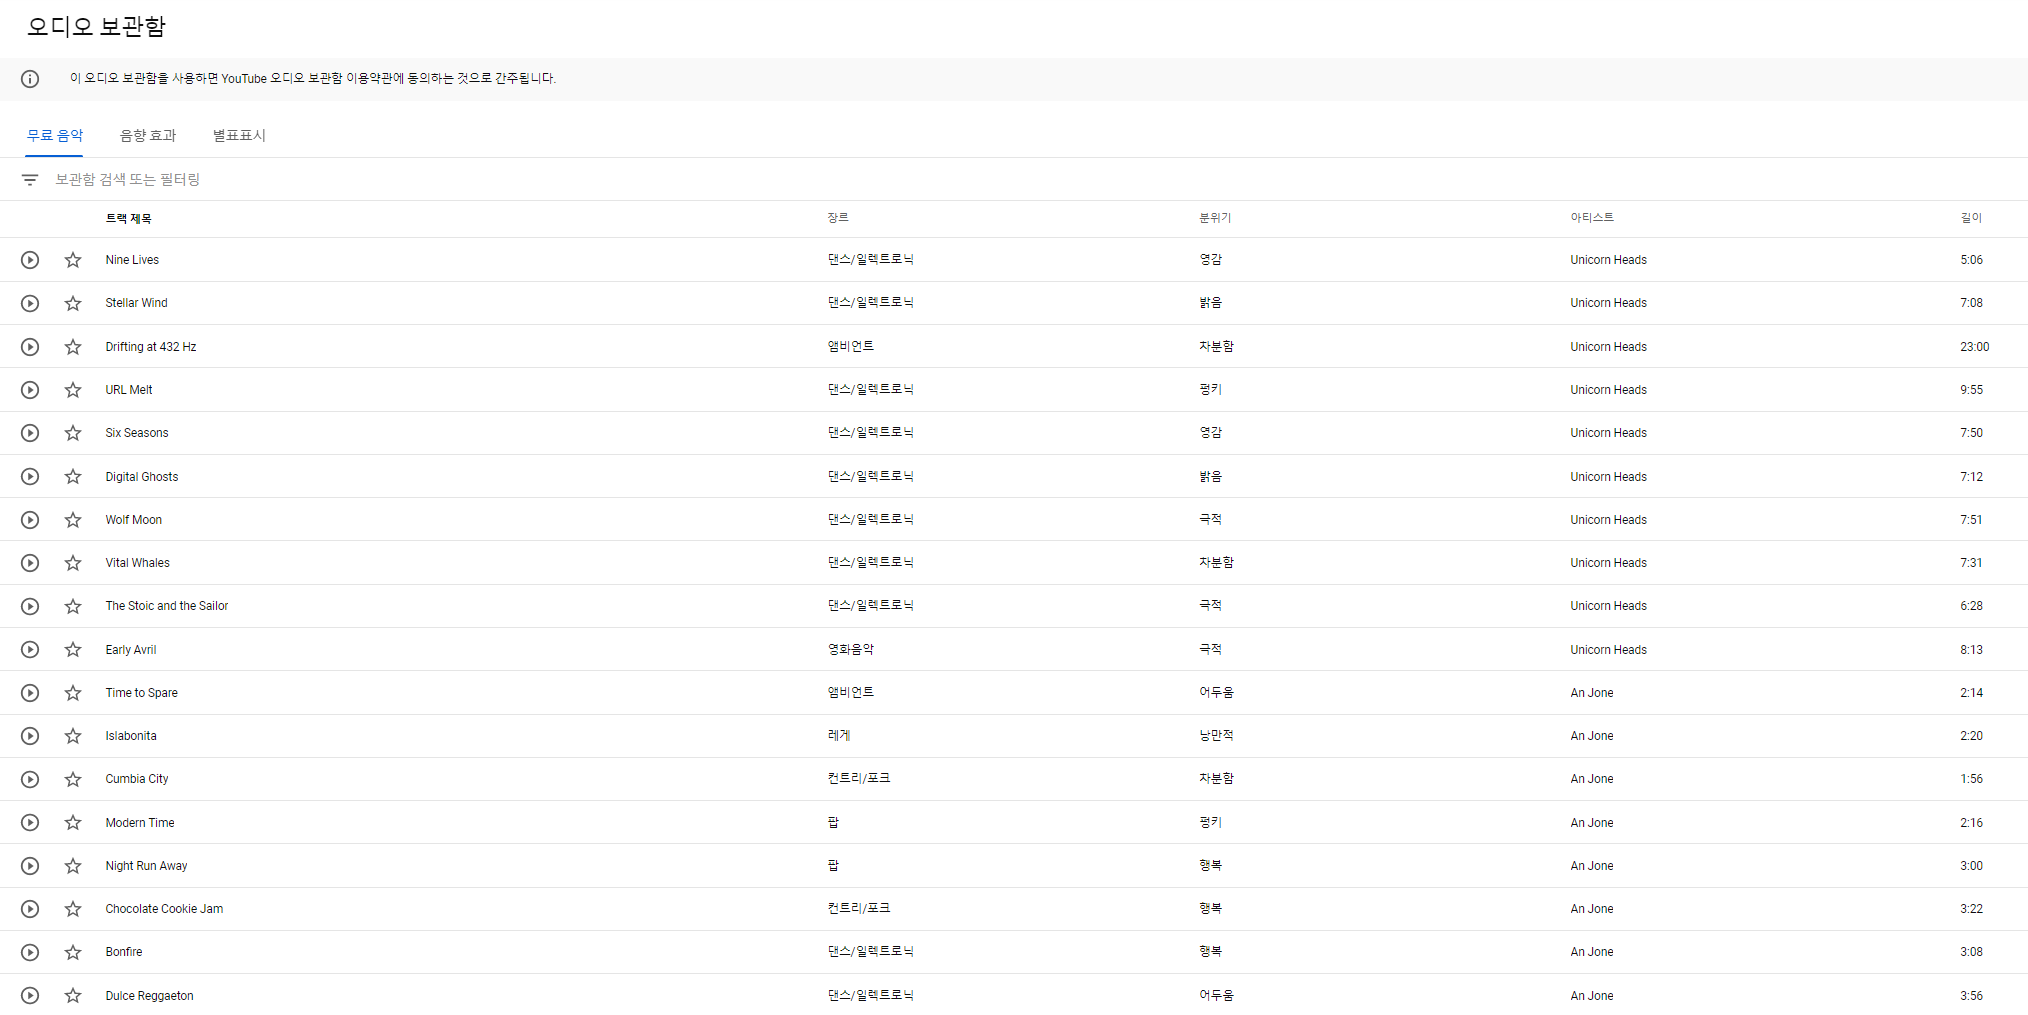 오디오 보관함
이 오디오 보관함을 사용하면 YouTube 오디오 보관함 이용약관에 동의하는 것으로 간주됩니다.
무료 음악 음향 효과 별표표시
보관함 검색 또는 필터링
트랙 제목 장르 분위기 아티스트 길이
Nine Lives 댄스/일렉트로닉 영감 Unicorn Heads 5:06
Stellar Wind 댄스/일렉트로닉 밝음 Unicorn Heads 7:08
Drifting at 432 Hz 앰비언트 차분함 Unicorn Heads 23:00
URL Melt 댄스/일렉트로닉 펑키 Unicorn Heads 9:55
Six Seasons 댄스/일렉트로닉 영감 Unicorn Heads 7:50
Digital Ghosts 댄스/일렉트로닉 밝음 Unicorn Heads 7:12
Wolf Moon 댄스/일렉트로닉 극적 Unicorn Heads 7:51
Vital Whales 댄스/일렉트로닉 차분함 Unicorn Heads 7:31
The Stoic and the Sailor 댄스/일렉트로닉 극적 Unicorn Heads 6:28
Early Avril 영화음악 극적 Unicorn Heads 8:13
Time to Spare 앰비언트 어두움 An Jone 2:14
Islabonita 레게 낭만적 An Jone 2:20
Cumbia City 컨트리/포크 차분함 An Jone 1:56
Modern Time 팝 펑키 An Jone 2:16
Night Run Away 팝 행복 An Jone 3:00
Chocolate Cookie Jam 컨트리/포크 행복 An Jone 3:22
Bonfire 댄스/일렉트로닉 행복 An Jone 3:08
Dulce Reggaeton 댄스/일렉트로닉 어두움 An Jone 3:56